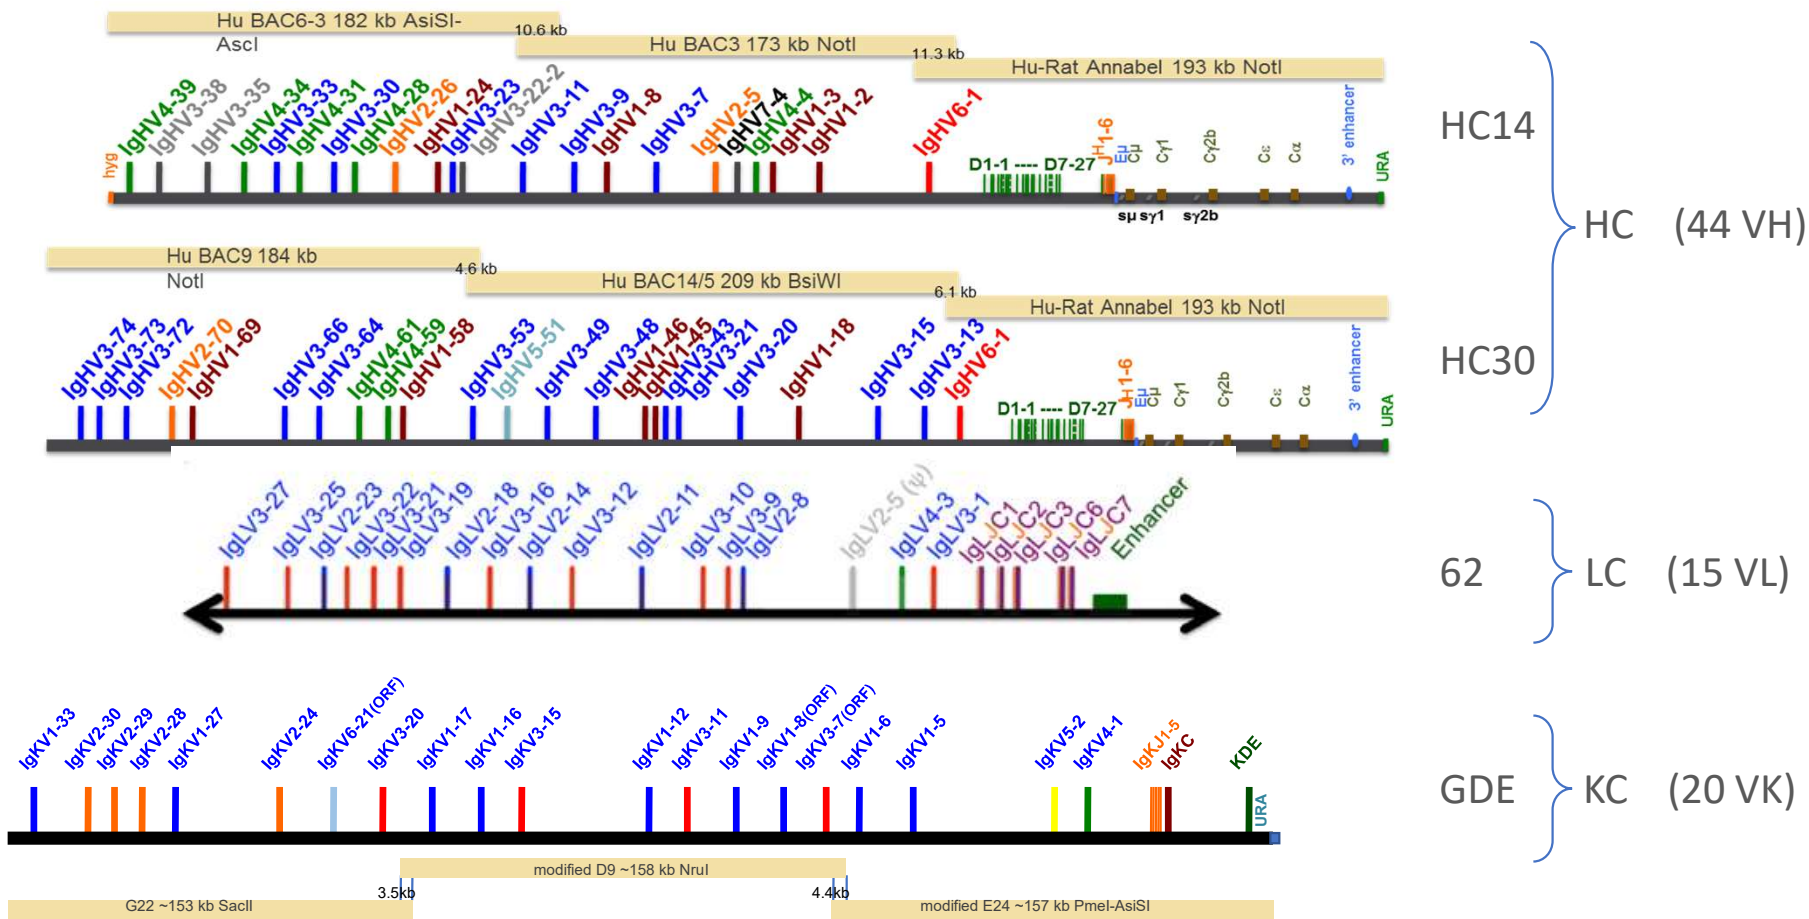 Hu BAC6-3 182 kb AsiSI-
AscI
10.6 kb
Hu BAC3 173 kb NotI
11.3 kb
Hu-Rat Annabel 193 kb NotI
hyg
IgHV4-39
IgHV3-38
IgHV3-35
IgHV4-34
IgHV3-33
IgHV4-31
IgHV3-30
IgHV4-28
IgHV2-26
IgHV1-24
IgHV3-23
IgHV3-22-2
IgHV3-11
IgHV3-9
IgHV1-8
IgHV3-7
IgHV2-5
IgHV7-4
IgHV4-4
IgHV1-3
IgHV1-2
IgHV6-1
D1-1 ---- D7-27
JH1-6
Eμ
Cμ
Cγ1
Cγ2b
Cε
Cα
3' enhancer
URA
sμ sγ1 sγ2b
HC14
HC (44 VH)
Hu BAC9 184 kb
NotI
4.6 kb
Hu BAC14/5 209 kb BsiWI
6.1 kb
Hu-Rat Annabel 193 kb NotI
IgHV3-74
IgHV3-73
IgHV3-72
IgHV2-70
IgHV1-69
IgHV3-66
IgHV3-64
IgHV4-61
IgHV4-59
IgHV1-58
IgHV3-53
IgHV5-51
IgHV3-49
IgHV3-48
IgHV1-46
IgHV1-45
IgHV3-43
IgHV3-21
IgHV3-20
IgHV1-18
IgHV3-15
IgHV3-13
IgHV6-1
D1-1 ---- D7-27
JH1-6
Eμ
Cμ
Cγ1
Cγ2b
Cε
Cα
3' enhancer
URA
HC30
IgLV3-27
IgLV3-25
IgLV2-23
IgLV3-22
IgLV3-21
IgLV3-19
IgLV2-18
IgLV3-16
IgLV2-14
IgLV3-12
IgLV2-11
IgLV3-10
IgLV3-9
IgLV2-8
IgLV2-5 (ψ)
IgLV4-3
IgLV3-1
IgLJC1
IgLJC2
IgLJC3
IgLJC6
IgLJC7
Enhancer
62
LC (15 VL)
IgKV1-33
IgKV2-30
IgKV2-29
IgKV2-28
IgKV1-27
IgKV2-24
IgKV6-21(ORF)
IgKV3-20
IgKV1-17
IgKV1-16
IgKV3-15
IgKV1-12
IgKV3-11
IgKV1-9
IgKV1-8(ORF)
IgKV3-7(ORF)
IgKV1-6
IgKV1-5
IgKV5-2
IgKV4-1
IgKJ1-5
IgKC
KDE
URA
GDE
KC (20 VK)
modified D9 ~158 kb NruI
3.5kb
4.4kb
G22 ~153 kb SacII
modified E24 ~157 kb PmeI-AsiSI